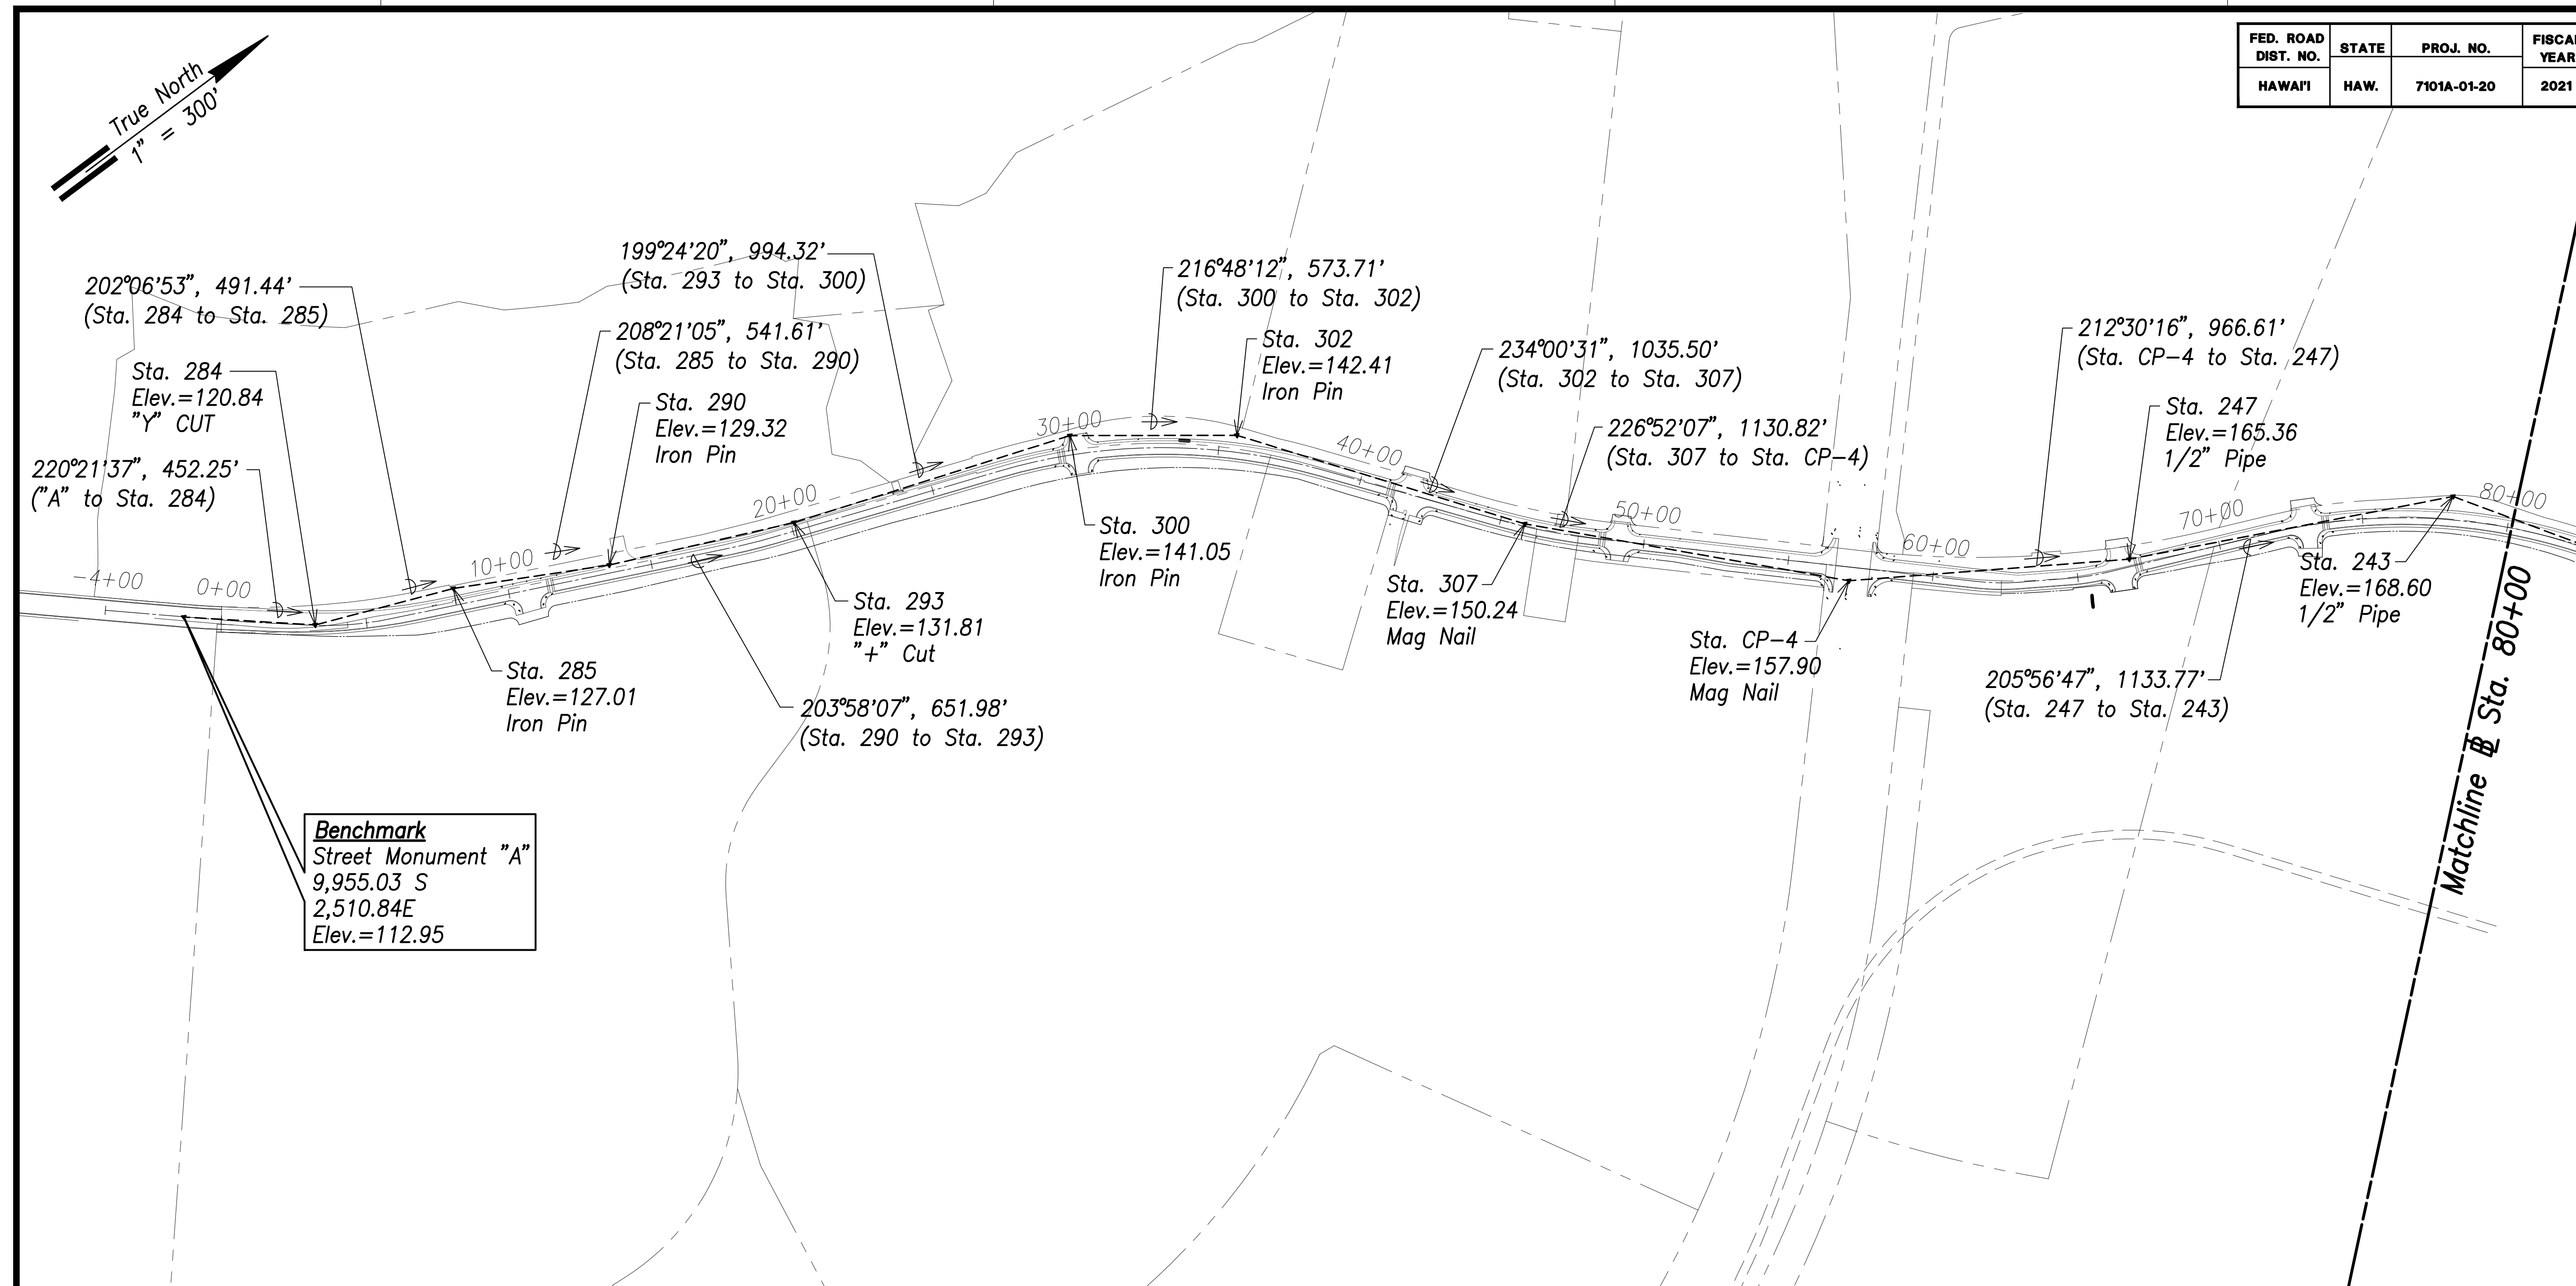 True North
1" = 300'
FED. ROAD DIST. NO.
STATE
PROJ. NO.
FISCAL YEAR
HAWAI'I
HAW.
7101A-01-20
2021
202°06'53", 491.44'
(Sta. 284 to Sta. 285)
Sta. 284
Elev.=120.84
"Y" CUT
220°21'37", 452.25'
("A" to Sta. 284)
199°24'20", 994.32'
(Sta. 293 to Sta. 300)
208°21'05", 541.61'
(Sta. 285 to Sta. 290)
Sta. 290
Elev.=129.32
Iron Pin
216°48'12", 573.71'
(Sta. 300 to Sta. 302)
Sta. 302
Elev.=142.41
Iron Pin
234°00'31", 1035.50'
(Sta. 302 to Sta. 307)
226°52'07", 1130.82'
(Sta. 307 to Sta. CP-4)
212°30'16", 966.61'
(Sta. CP-4 to Sta. 247)
Sta. 247
Elev.=165.36
1/2" Pipe
-4+00
0+00
10+00
20+00
30+00
40+00
50+00
60+00
70+00
80+00
Sta. 285
Elev.=127.01
Iron Pin
203°58'07", 651.98'
(Sta. 290 to Sta. 293)
Sta. 293
Elev.=131.81
"+" Cut
Sta. 300
Elev.=141.05
Iron Pin
Sta. 307
Elev.=150.24
Mag Nail
Sta. CP-4
Elev.=157.90
Mag Nail
205°56'47", 1133.77'
(Sta. 247 to Sta. 243)
Sta. 243
Elev.=168.60
1/2" Pipe
Matchline BL Sta. 80+00
Benchmark
Street Monument "A"
9,955.03 S
2,510.84E
Elev.=112.95